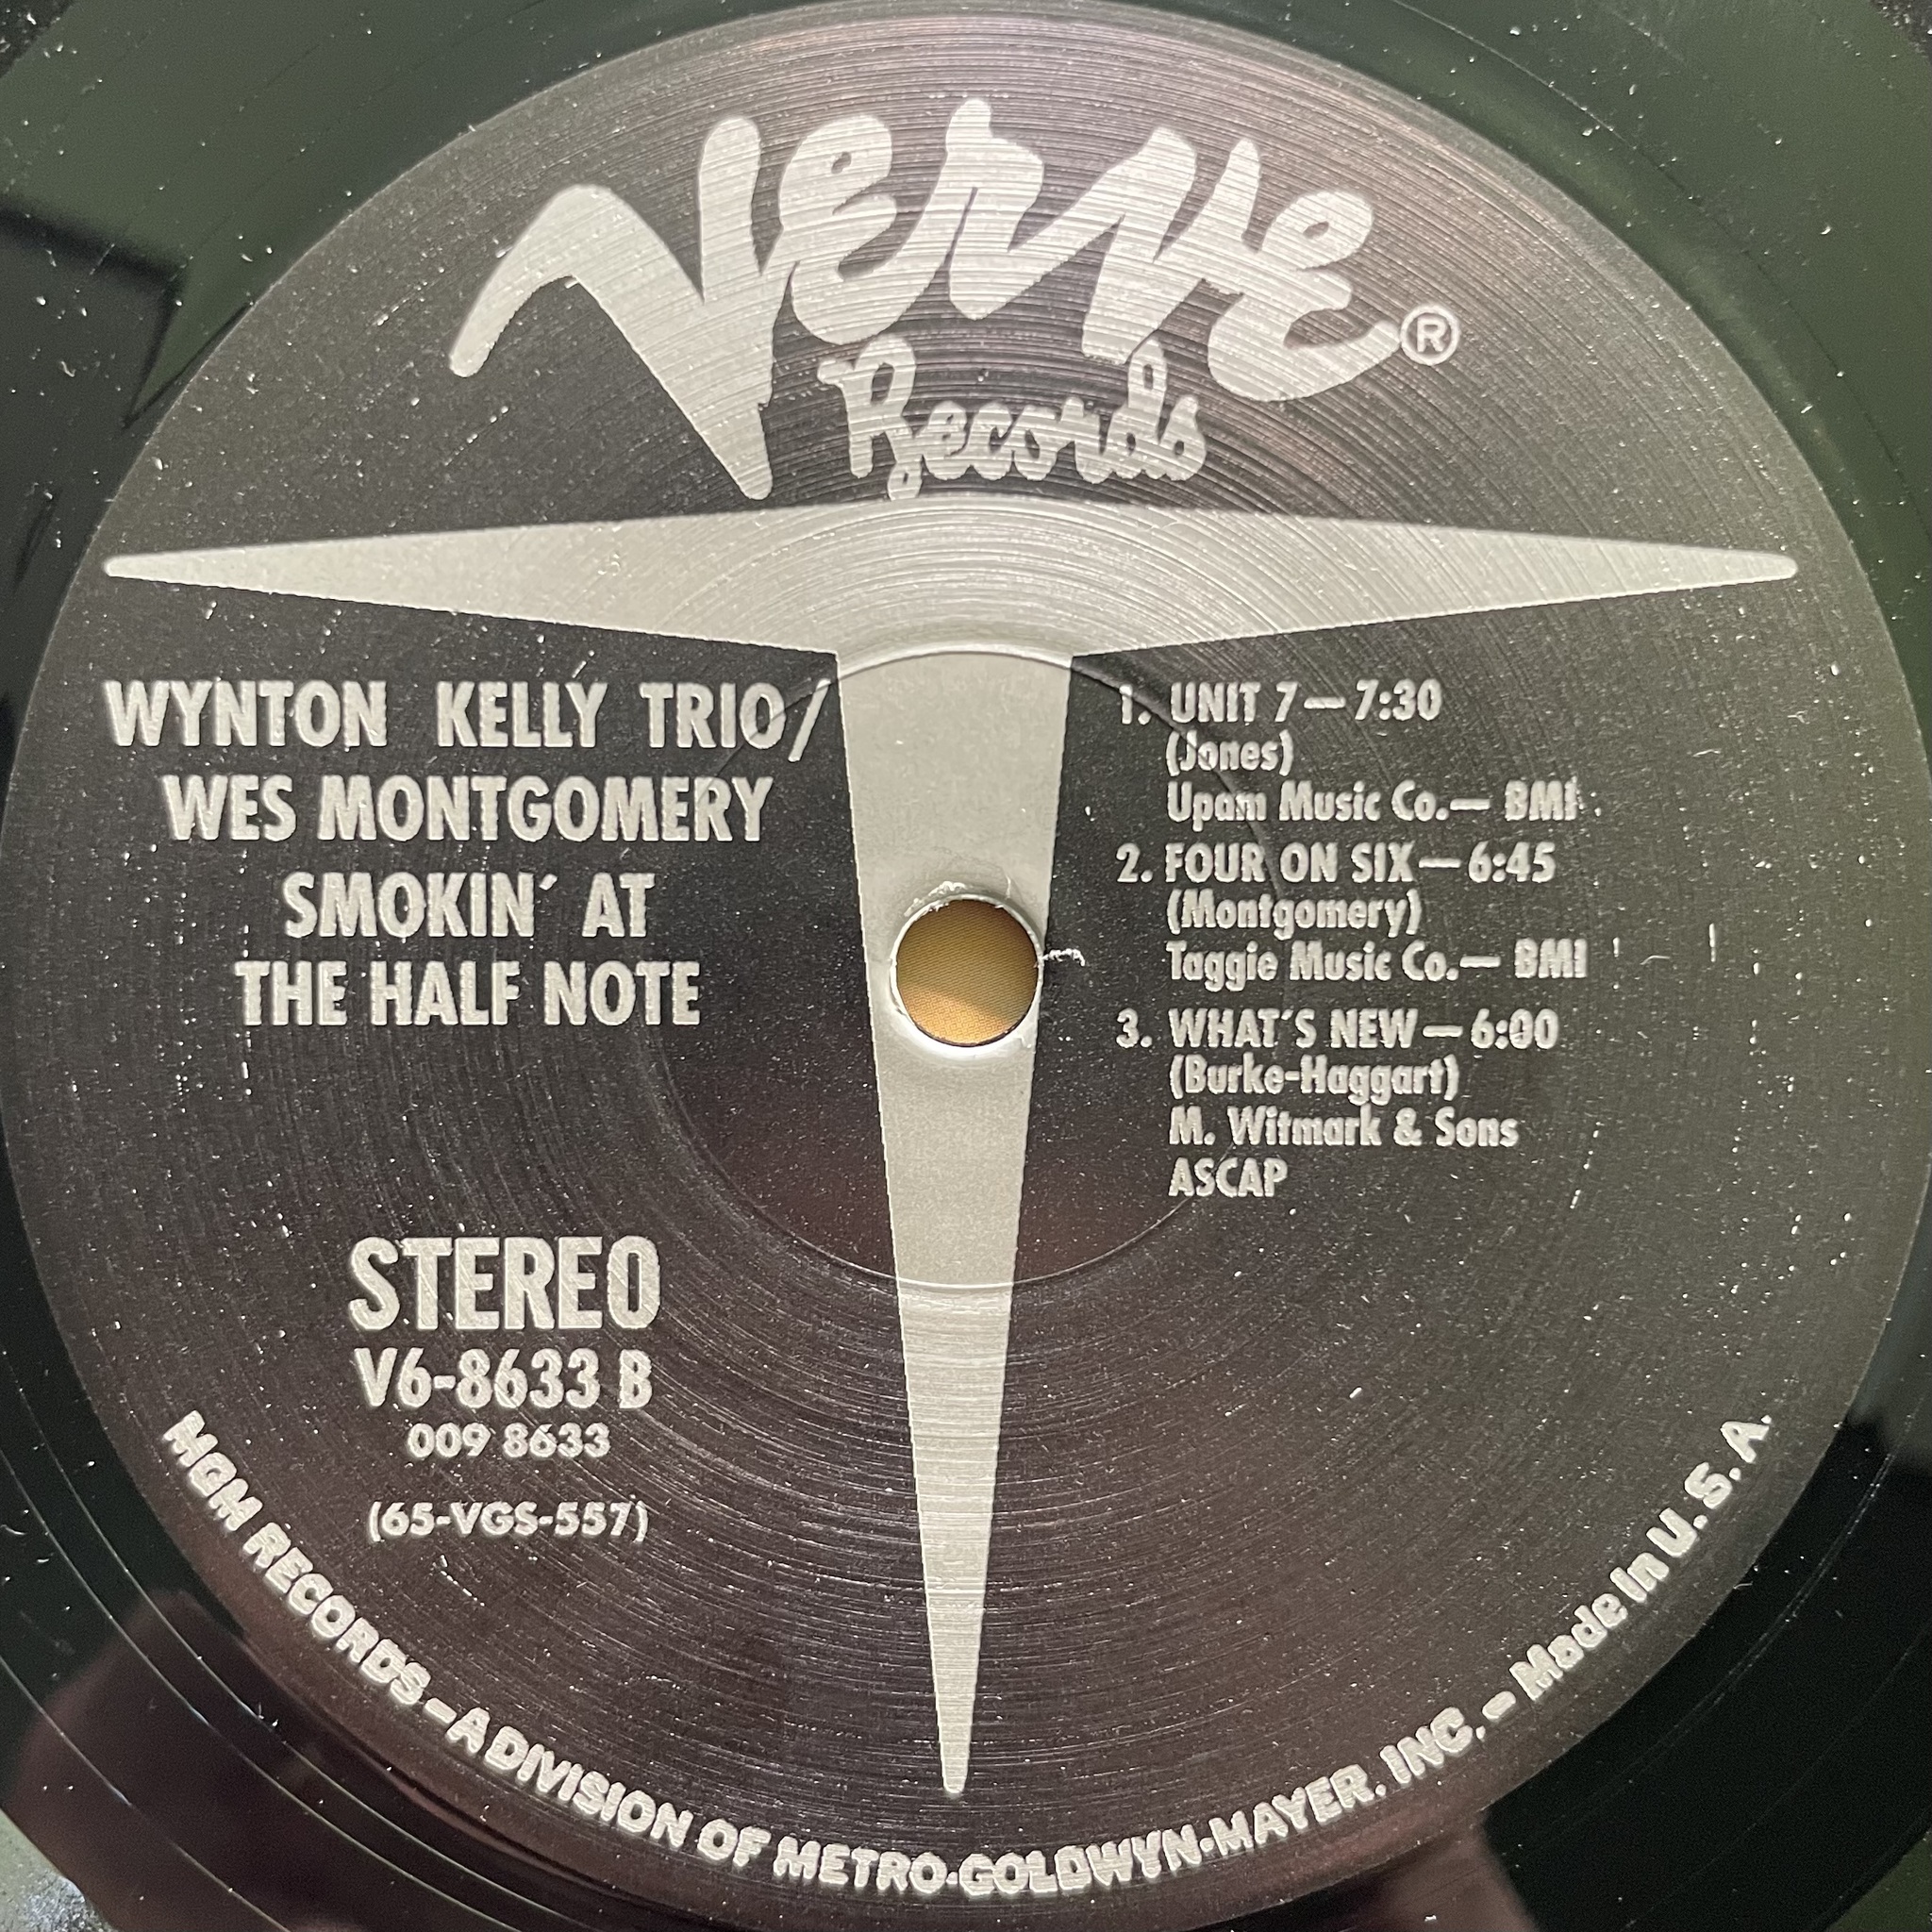 Verve ®
Records
WYNTON KELLY TRIO/
WES MONTGOMERY
SMOKIN´ AT
THE HALF NOTE
1. UNIT 7—7:30
(Jones)
Upam Music Co.— BMI
2. FOUR ON SIX—6:45
(Montgomery)
Taggie Music Co.— BMI
3. WHAT´S NEW—6:00
(Burke-Haggart)
M. Witmark & Sons
ASCAP
STEREO
V6-8633 B
009 8633
(65-VGS-557)
MGM RECORDS – A DIVISION OF METRO-GOLDWYN-MAYER, INC. – Made in U.S.A.